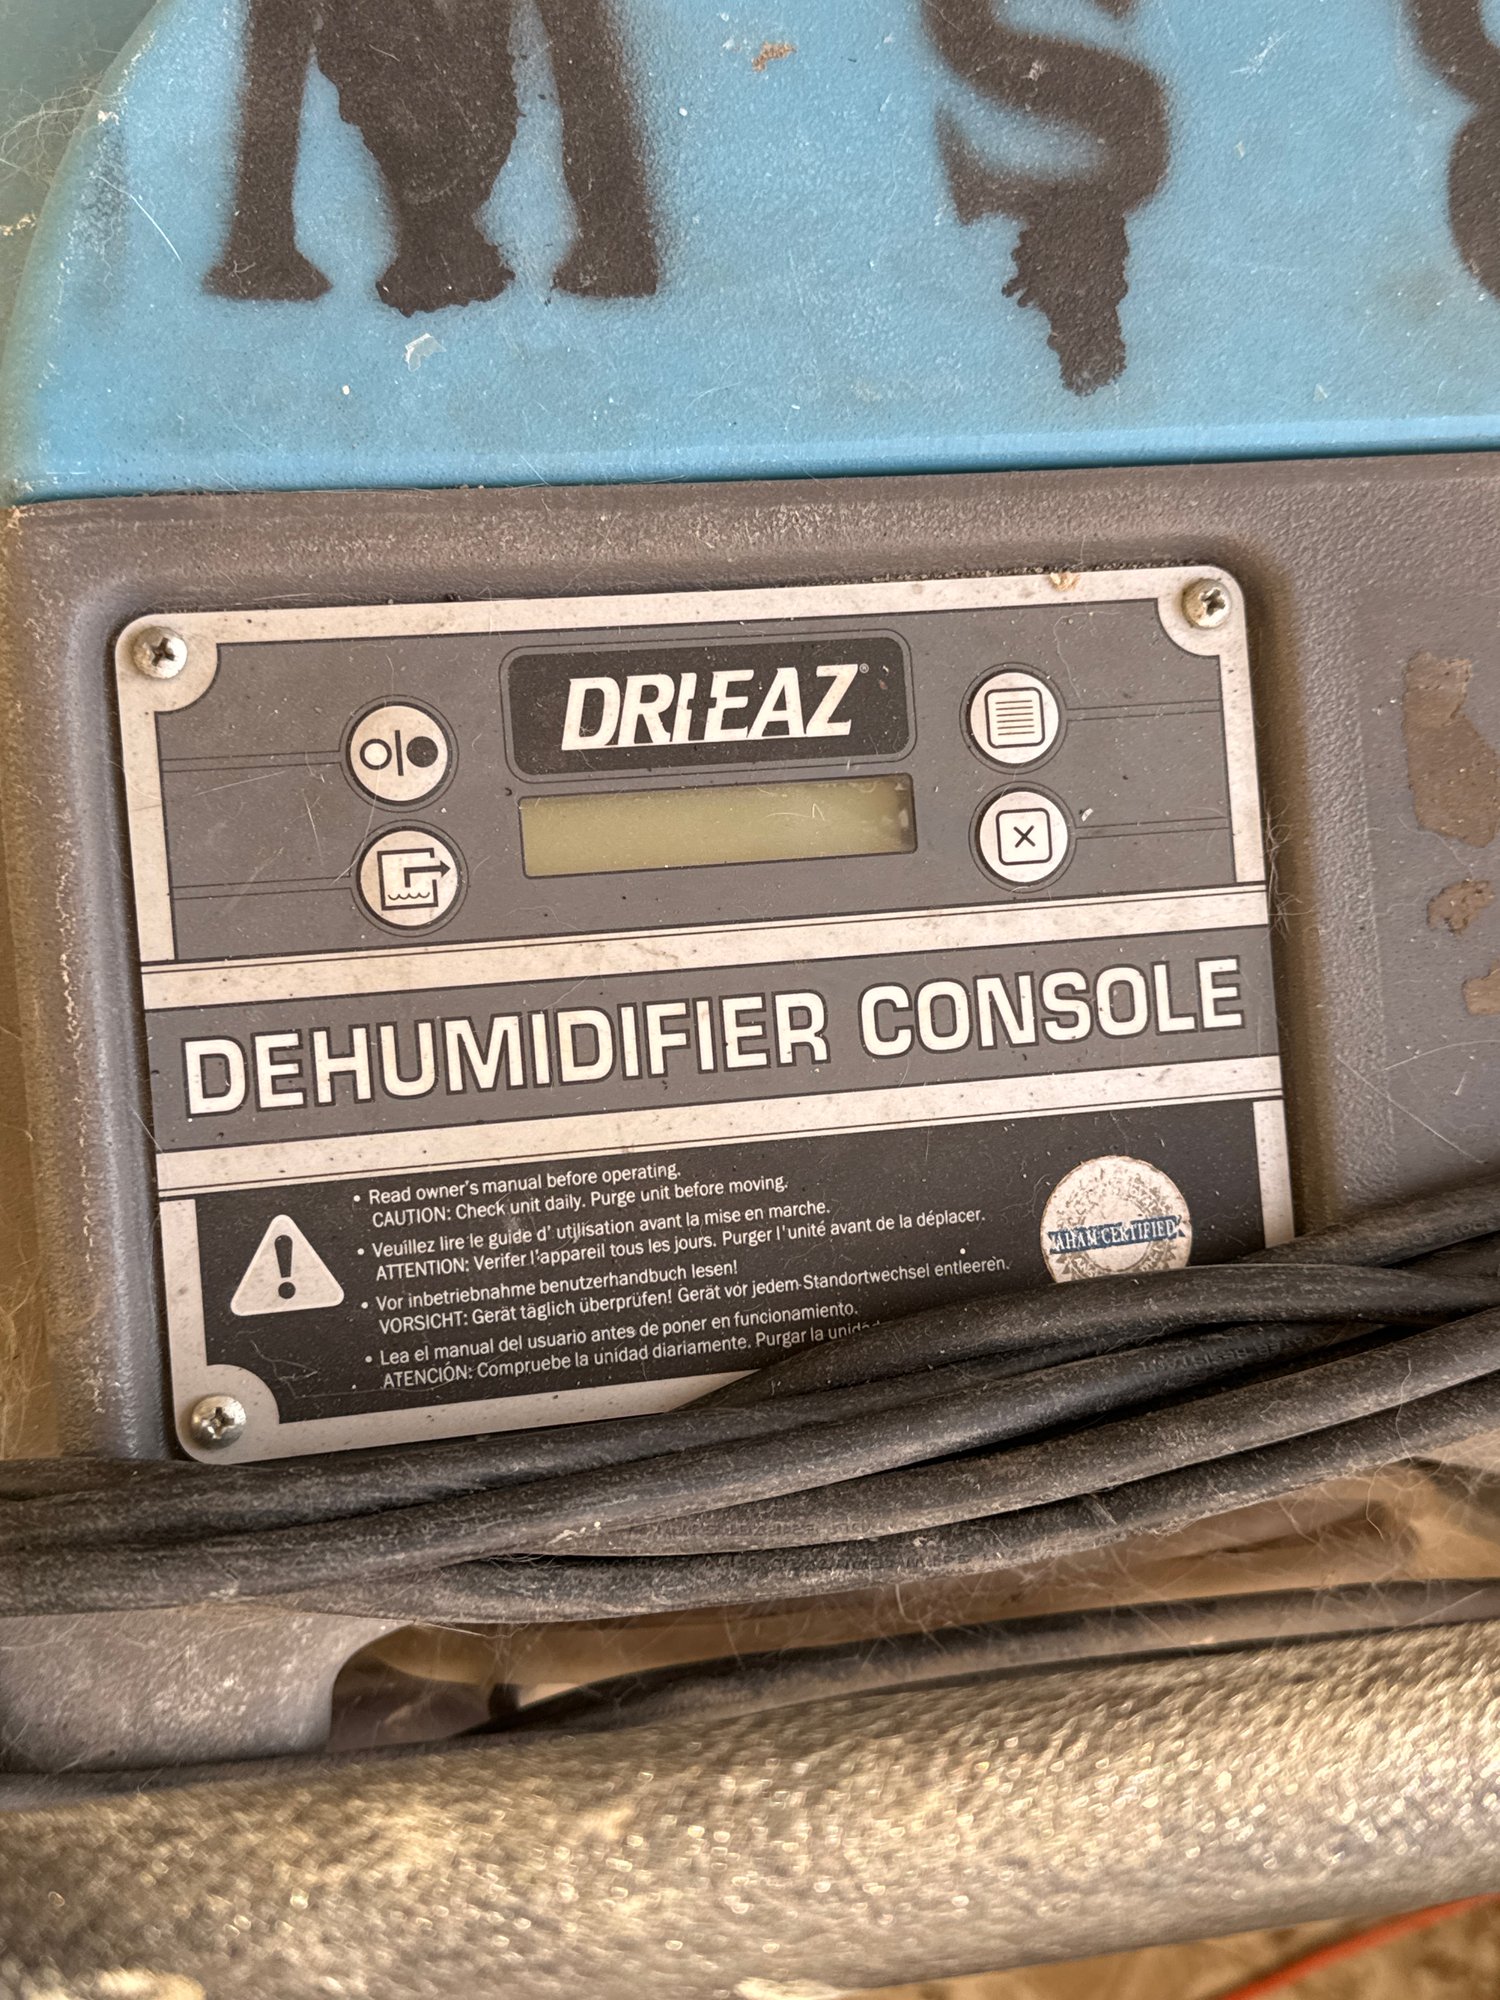 DRI-EAZ®
DEHUMIDIFIER CONSOLE
• Read owner's manual before operating.
CAUTION: Check unit daily. Purge unit before moving.
• Veuillez lire le guide d' utilisation avant la mise en marche.
ATTENTION: Verifer l'appareil tous les jours. Purger l'unité avant de la déplacer.
• Vor inbetriebnahme benutzerhandbuch lesen!
VORSICHT: Gerät täglich überprüfen! Gerät vor jedem Standortwechsel entleeren.
• Lea el manual del usuario antes de poner en funcionamiento.
ATENCIÓN: Compruebe la unidad diariamente. Purgar la unidad
AHAM CERTIFIED